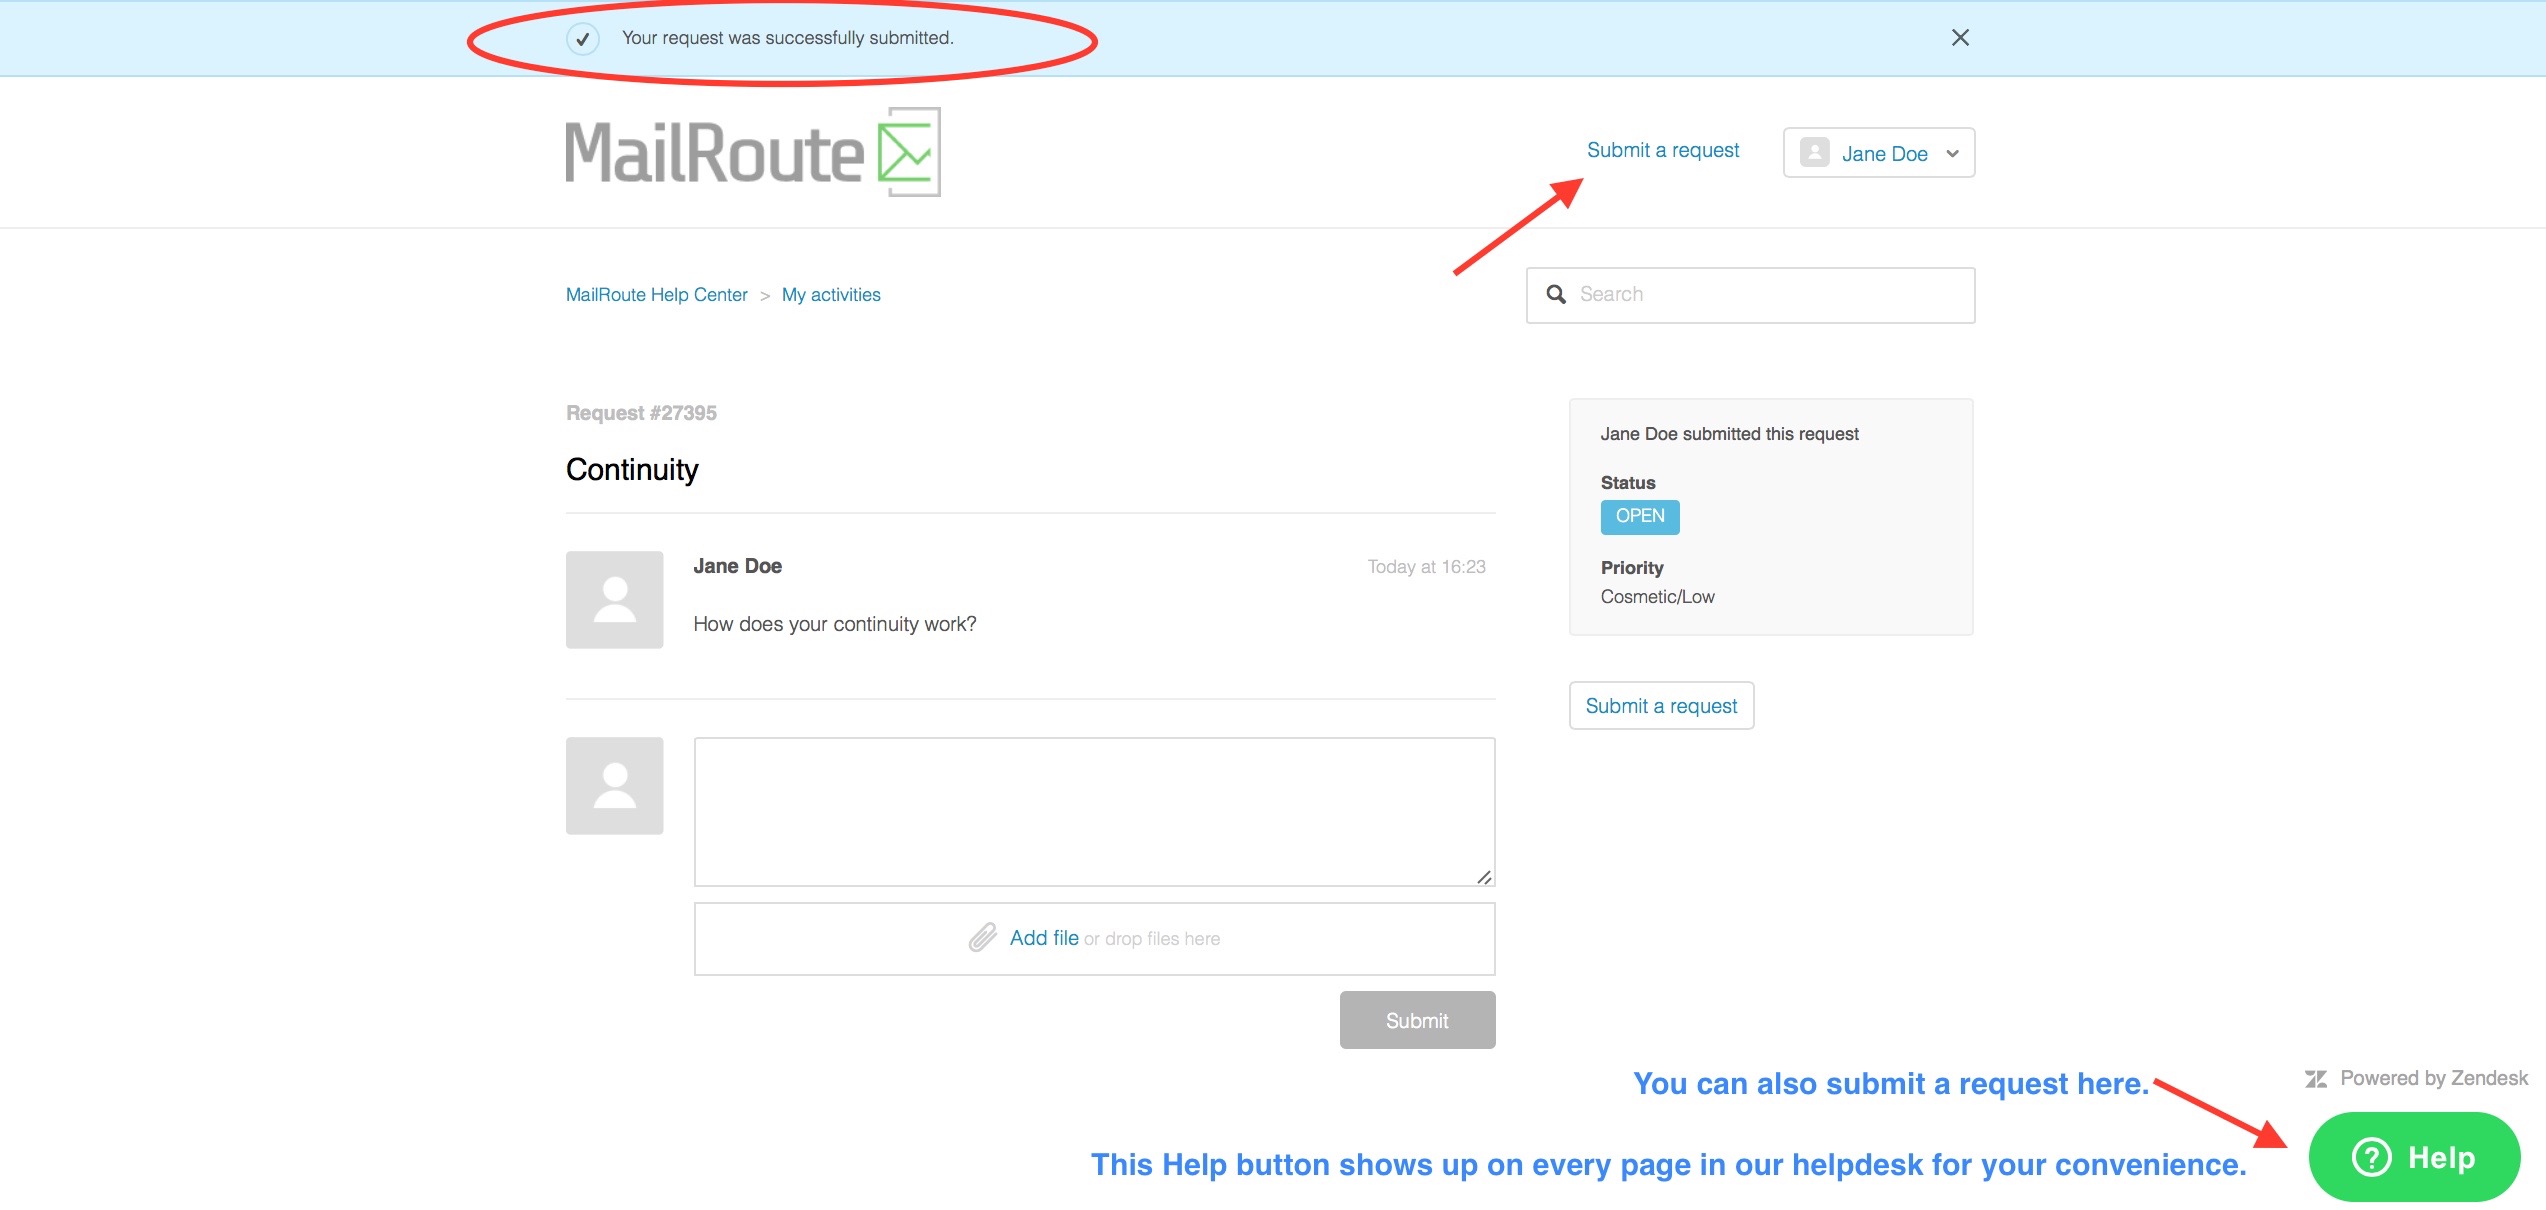 Your request was successfully submitted.
MailRoute
Submit a request
Jane Doe
MailRoute Help Center > My activities
Search
Request #27395
Continuity
Jane Doe
Today at 16:23
How does your continuity work?
Jane Doe submitted this request
Status
OPEN
Priority
Cosmetic/Low
Submit a request
Add file or drop files here
Submit
You can also submit a request here.
Powered by Zendesk
This Help button shows up on every page in our helpdesk for your convenience.
Help